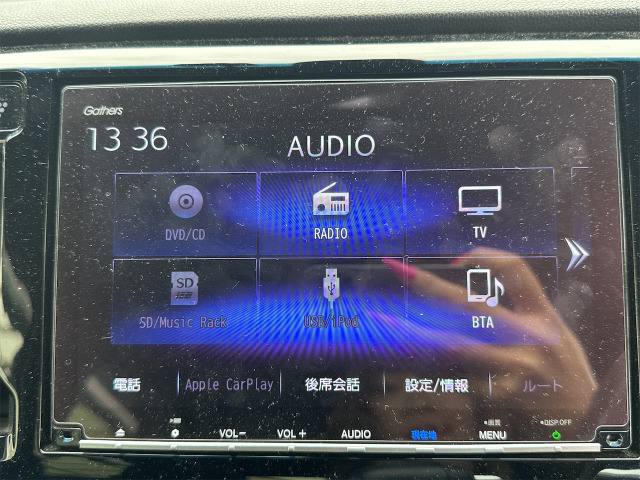 Gathers
13 36
AUDIO
DVD/CD
RADIO
TV
SD
SD/Music Rack
USB/iPod
BTA
電話
Apple CarPlay
後席会話
設定/情報
ルート
VOL−
VOL +
AUDIO
現在地
●画質
MENU
●DISP.OFF